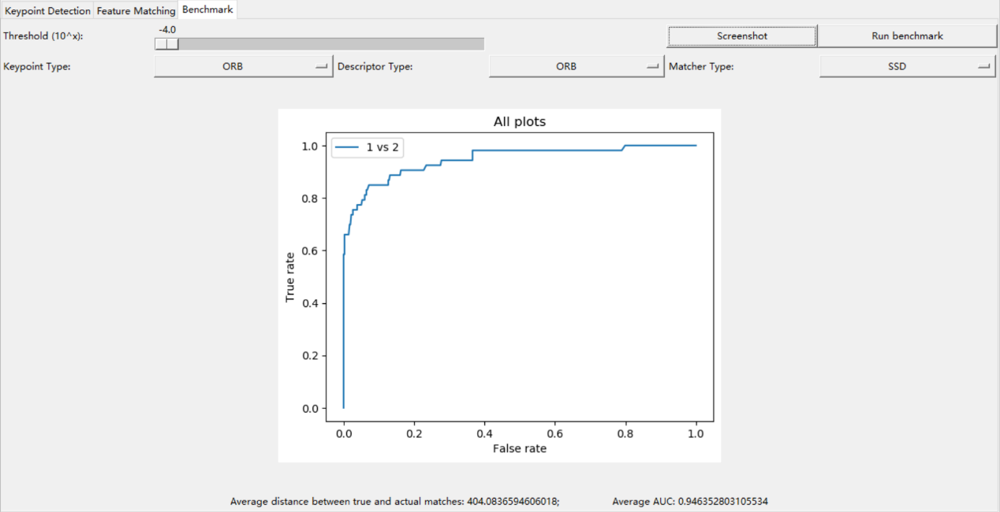 Keypoint Detection Feature Matching Benchmark
-4.0
Threshold (10^x): Screenshot Run benchmark
Keypoint Type: ORB Descriptor Type: ORB Matcher Type: SSD
All plots
1 vs 2
1.0
0.8
0.6
0.4
0.2
0.0
True rate
0.0 0.2 0.4 0.6 0.8 1.0
False rate
Average distance between true and actual matches: 404.0836594606018; Average AUC: 0.946352803105534